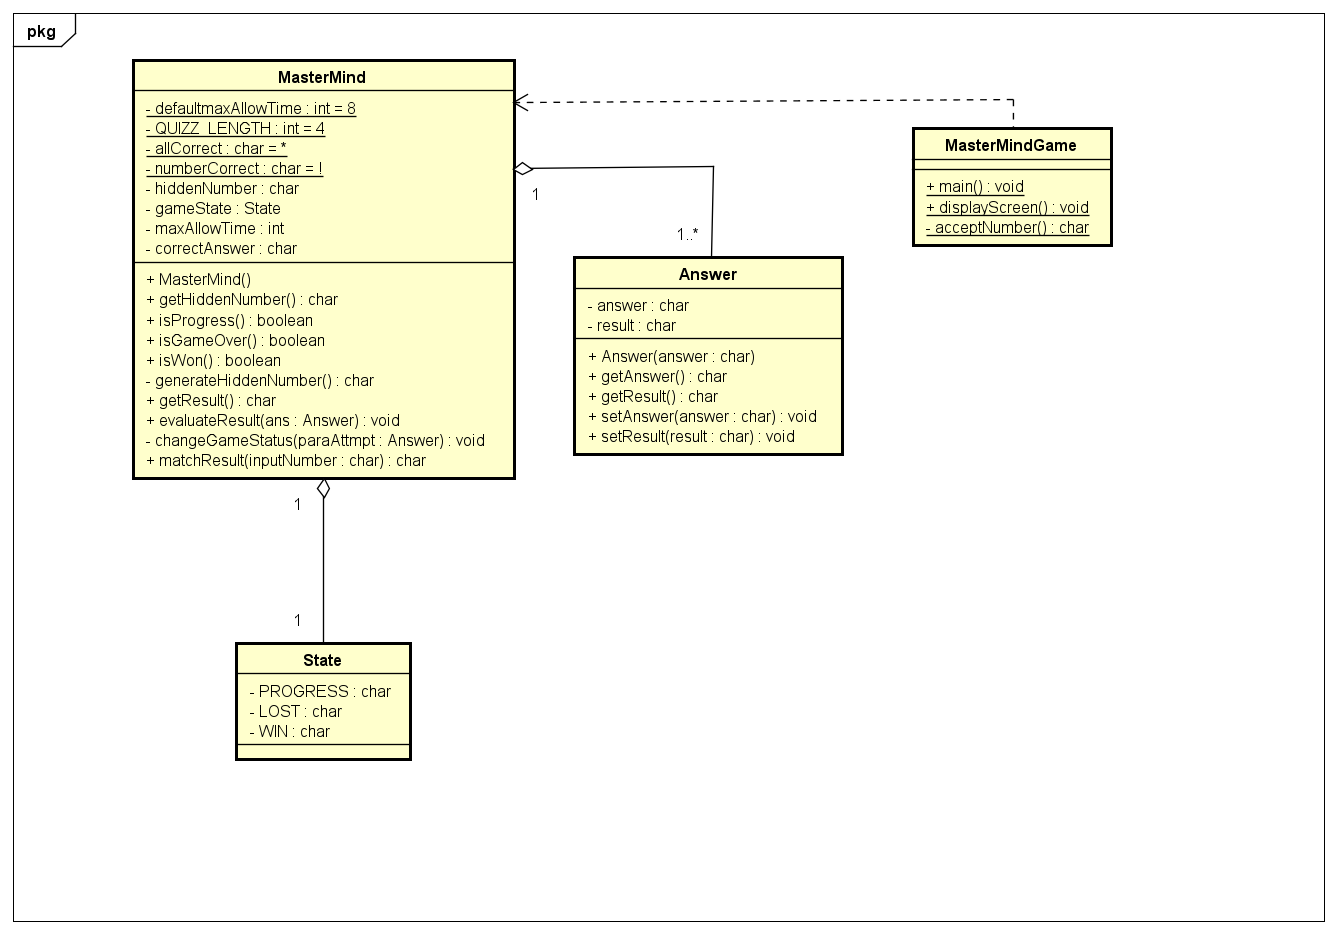 pkg
MasterMind
- defaultmaxAllowTime : int = 8
- QUIZZ_LENGTH : int = 4
- allCorrect : char = *
- numberCorrect : char = !
- hiddenNumber : char
- gameState : State
- maxAllowTime : int
- correctAnswer : char
+ MasterMind()
+ getHiddenNumber() : char
+ isProgress() : boolean
+ isGameOver() : boolean
+ isWon() : boolean
- generateHiddenNumber() : char
+ getResult() : char
+ evaluateResult(ans : Answer) : void
- changeGameStatus(paraAttmpt : Answer) : void
+ matchResult(inputNumber : char) : char
1
1..*
MasterMindGame
+ main() : void
+ displayScreen() : void
- acceptNumber() : char
Answer
- answer : char
- result : char
+ Answer(answer : char)
+ getAnswer() : char
+ getResult() : char
+ setAnswer(answer : char) : void
+ setResult(result : char) : void
1
1
State
- PROGRESS : char
- LOST : char
- WIN : char